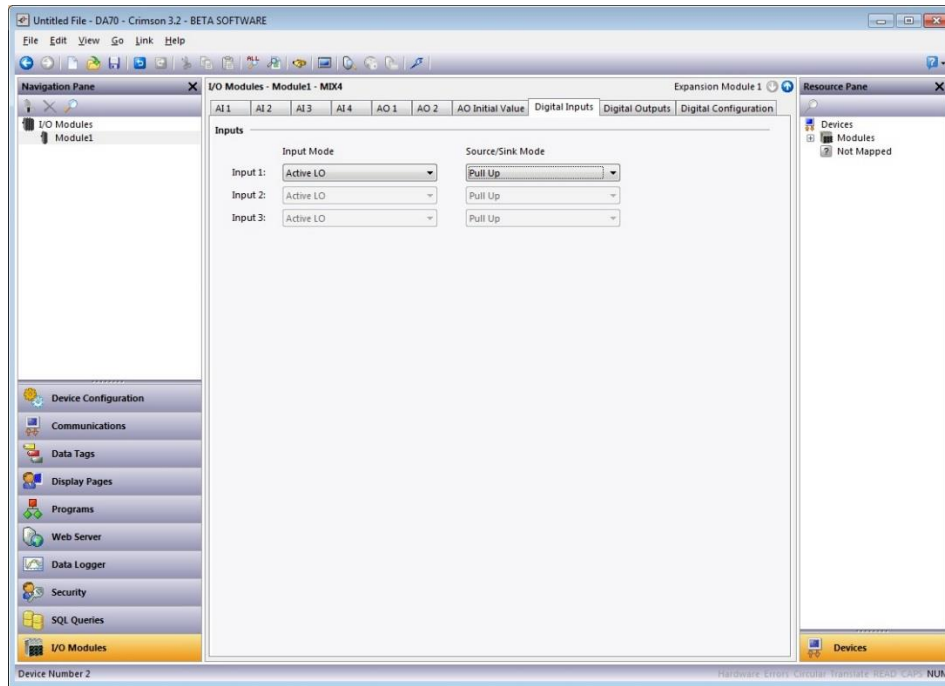 Untitled File - DA70 - Crimson 3.2 - BETA SOFTWARE
File Edit View Go Link Help
Navigation Pane
I/O Modules - Module1 - MIX4
Expansion Module 1
Resource Pane
AI 1 AI 2 AI 3 AI 4 AO 1 AO 2 AO Initial Value Digital Inputs Digital Outputs Digital Configuration
I/O Modules
Module1
Inputs
Input Mode Source/Sink Mode
Input 1: Active LO Pull Up
Input 2: Active LO Pull Up
Input 3: Active LO Pull Up
Devices
Modules
Not Mapped
Device Configuration
Communications
Data Tags
Display Pages
Programs
Web Server
Data Logger
Security
SQL Queries
I/O Modules
Devices
Device Number 2
Hardware Errors Circular Translate READ CAPS NUM